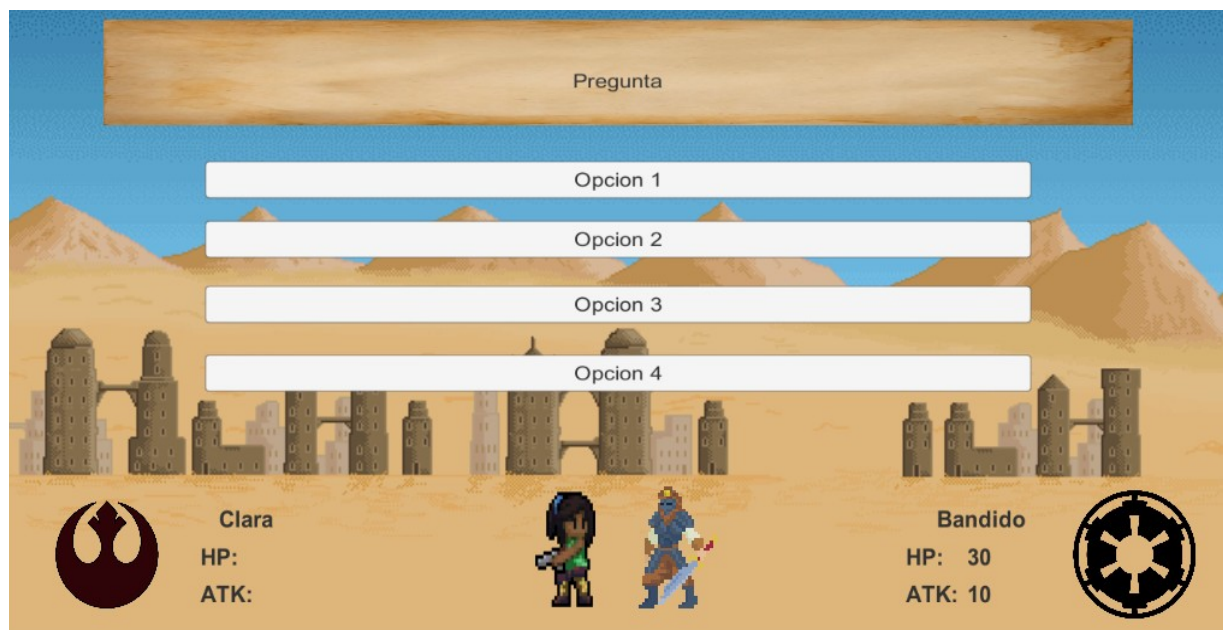 Pregunta
Opcion 1
Opcion 2
Opcion 3
Opcion 4
Clara
HP:
ATK:
Bandido
HP: 30
ATK: 10